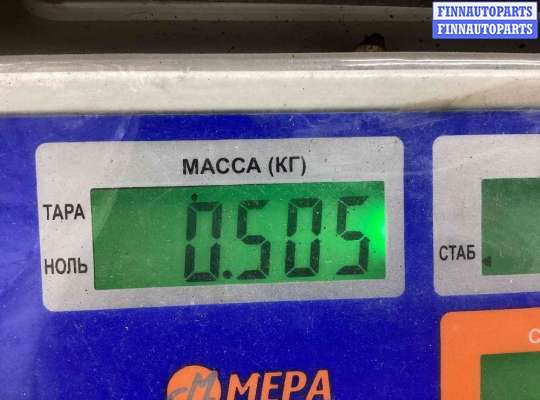 FINNAUTOPARTS
FINNAUTOPARTS
МАССА (КГ)
ТАРА
0.505
НОЛЬ
СТАБ
С
МЕРА